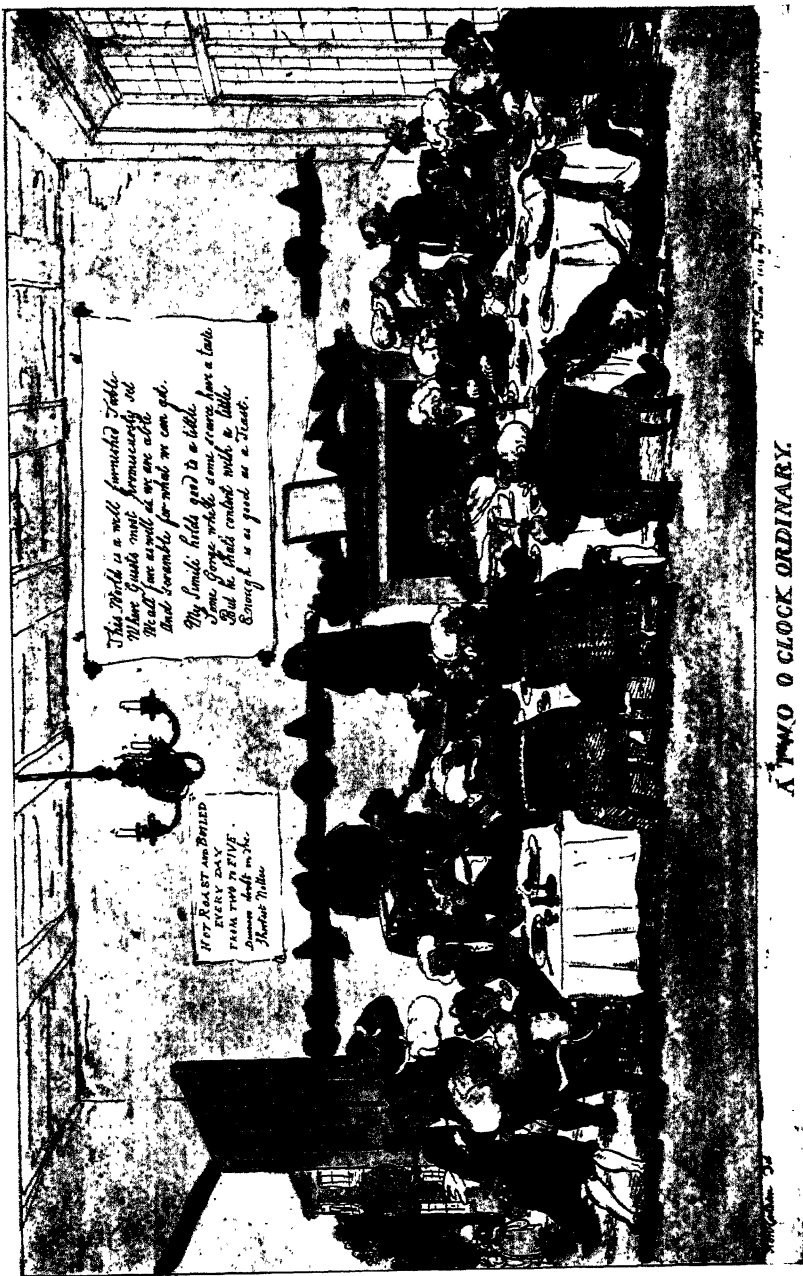 HOT ROAST AND BOILED
EVERY DAY
FROM TWO TO FIVE.
Dinners dealt on the
Shortest Notice
This World is a well furnished Table
Where Guests most promiscuously set
We all fare as well as we are able
And Scramble for what we can get.
My Simile holds good to a tittle
Some Gorge while some scarce have a taste
But he that's content with a little
Enough is as good as a Feast.
A TWO O CLOCK ORDINARY.